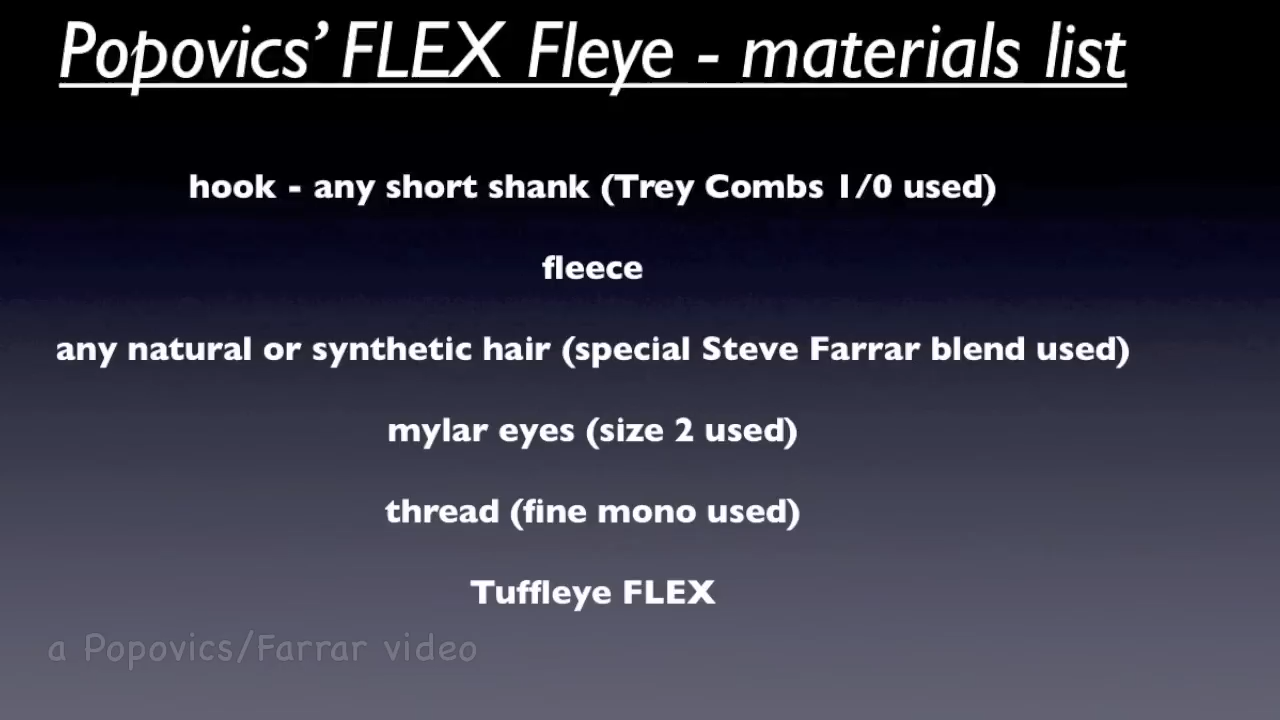 Popovics' FLEX Fleye - materials list
hook - any short shank (Trey Combs 1/0 used)
fleece
any natural or synthetic hair (special Steve Farrar blend used)
mylar eyes (size 2 used)
thread (fine mono used)
Tuffleye FLEX
a Popovics/Farrar video